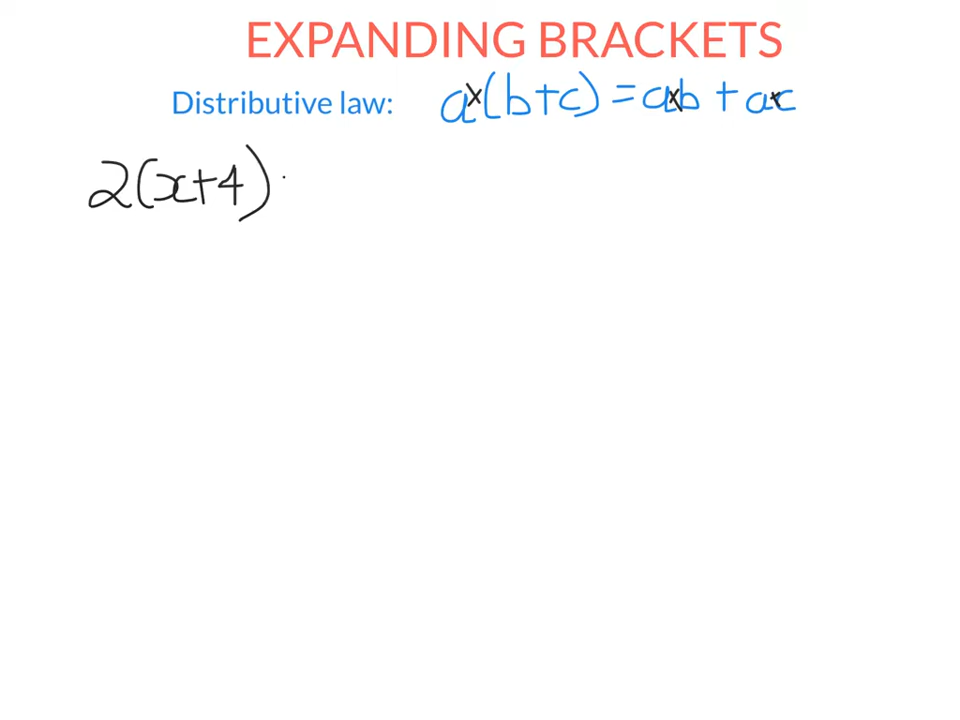 EXPANDING BRACKETS
Distributive law: a×(b+c) = a×b + a×c
2(x+4)